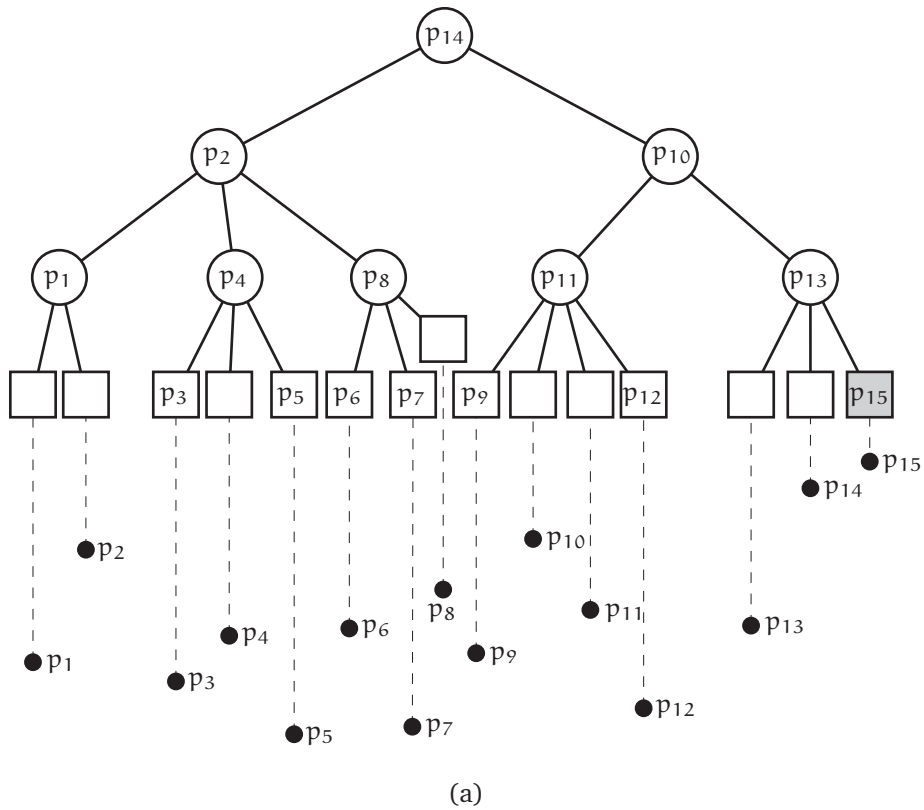 p₁₄
p₂ p₁₀
p₁ p₄ p₈ p₁₁ p₁₃
p₃ p₅ p₆ p₇ p₉ p₁₂ p₁₅
p₁₅
p₁₄
p₁₀
p₂
p₈
p₁₁
p₁₃
p₆
p₄
p₉
p₁
p₃
p₁₂
p₇
p₅
(a)